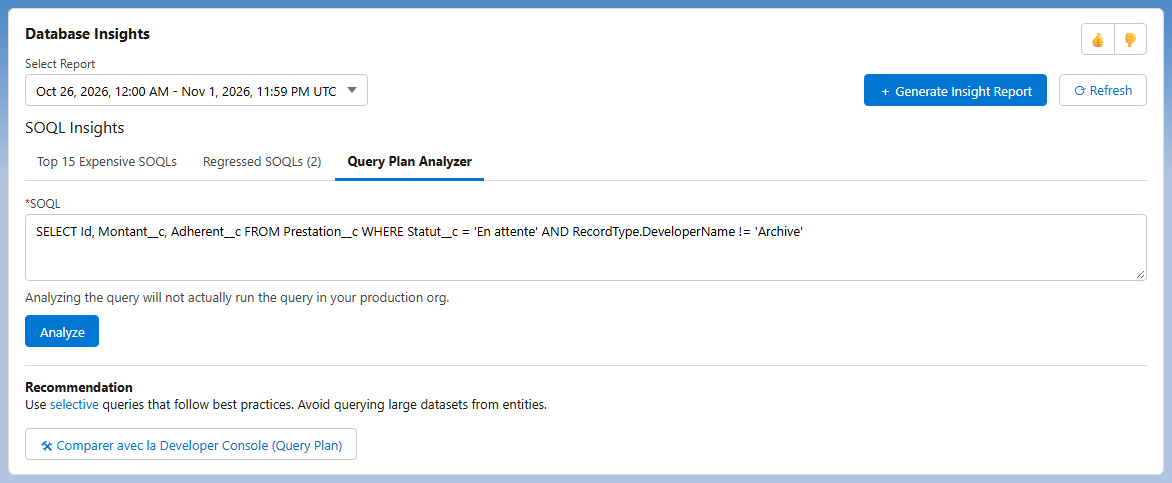 Database Insights
👍 👎
Select Report
Oct 26, 2026, 12:00 AM - Nov 1, 2026, 11:59 PM UTC
+ Generate Insight Report
Refresh
SOQL Insights
Top 15 Expensive SOQLs
Regressed SOQLs (2)
Query Plan Analyzer
*SOQL
SELECT Id, Montant__c, Adherent__c FROM Prestation__c WHERE Statut__c = 'En attente' AND RecordType.DeveloperName != 'Archive'
Analyzing the query will not actually run the query in your production org.
Analyze
Recommendation
Use selective queries that follow best practices. Avoid querying large datasets from entities.
🛠 Comparer avec la Developer Console (Query Plan)